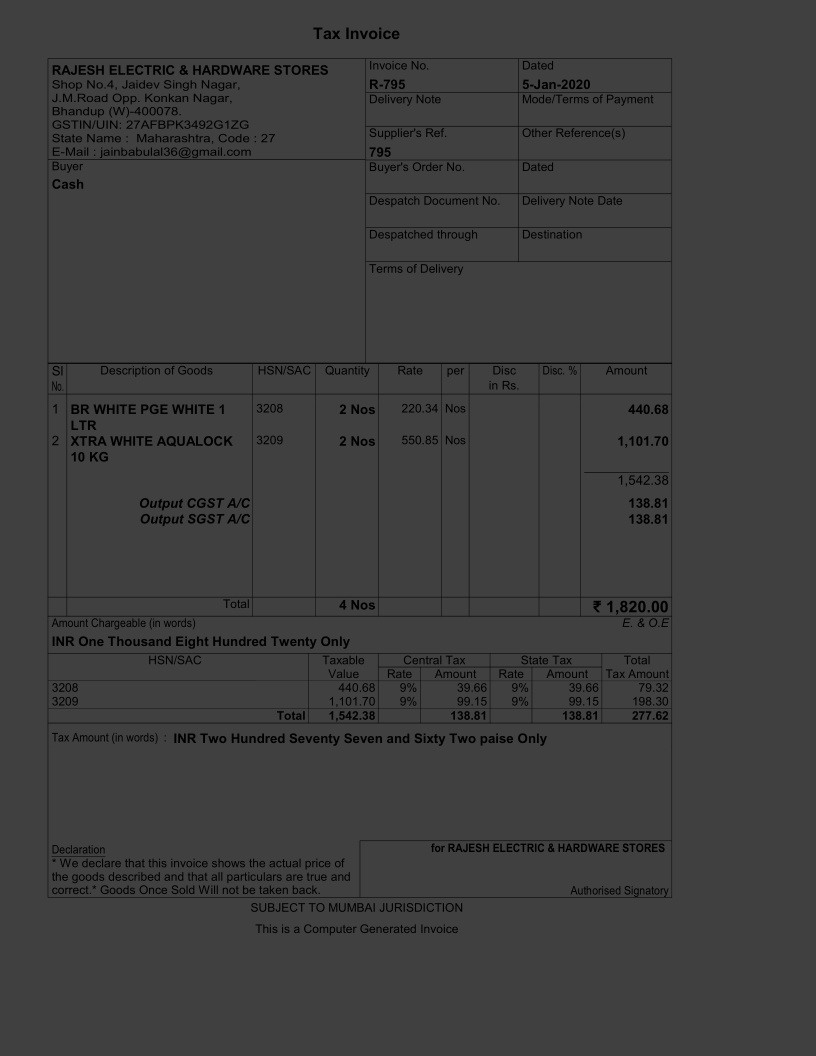 Tax Invoice
RAJESH ELECTRIC & HARDWARE STORES
Shop No.4, Jaidev Singh Nagar,
J.M.Road Opp. Konkan Nagar,
Bhandup (W)-400078.
GSTIN/UIN: 27AFBPK3492G1ZG
State Name : Maharashtra, Code : 27
E-Mail : jainbabulal36@gmail.com
Invoice No. Dated
R-795 5-Jan-2020
Delivery Note Mode/Terms of Payment
Supplier's Ref. Other Reference(s)
795
Buyer
Cash
Buyer's Order No. Dated
Despatch Document No. Delivery Note Date
Despatched through Destination
Terms of Delivery
Sl Description of Goods HSN/SAC Quantity Rate per Disc Disc. % Amount
No. in Rs.
1 BR WHITE PGE WHITE 1 3208 2 Nos 220.34 Nos 440.68
LTR
2 XTRA WHITE AQUALOCK 3209 2 Nos 550.85 Nos 1,101.70
10 KG
1,542.38
Output CGST A/C 138.81
Output SGST A/C 138.81
Total 4 Nos ₹ 1,820.00
Amount Chargeable (in words) E. & O.E
INR One Thousand Eight Hundred Twenty Only
HSN/SAC Taxable Central Tax State Tax Total
Value Rate Amount Rate Amount Tax Amount
3208 440.68 9% 39.66 9% 39.66 79.32
3209 1,101.70 9% 99.15 9% 99.15 198.30
Total 1,542.38 138.81 138.81 277.62
Tax Amount (in words) : INR Two Hundred Seventy Seven and Sixty Two paise Only
Declaration
* We declare that this invoice shows the actual price of
the goods described and that all particulars are true and
correct.* Goods Once Sold Will not be taken back.
for RAJESH ELECTRIC & HARDWARE STORES
Authorised Signatory
SUBJECT TO MUMBAI JURISDICTION
This is a Computer Generated Invoice